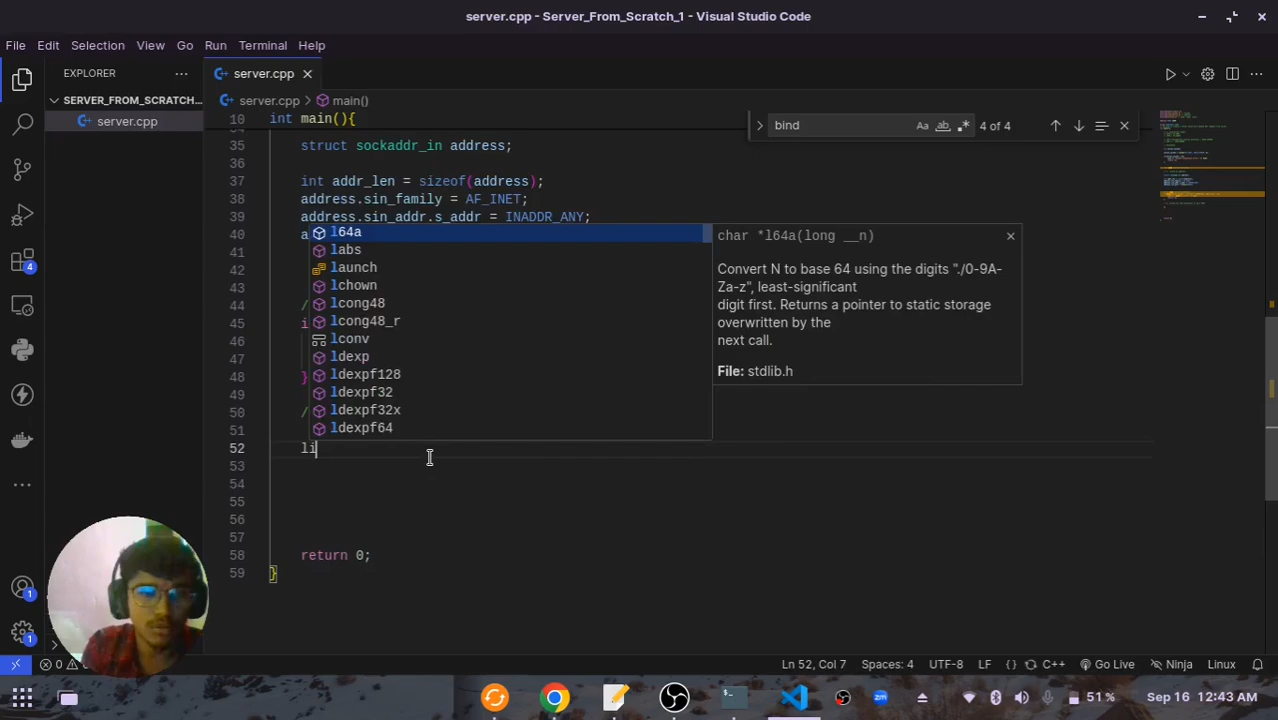 server.cpp - Server_From_Scratch_1 - Visual Studio Code
File Edit Selection View Go Run Terminal Help
EXPLORER
server.cpp
SERVER_FROM_SCRATCH...
server.cpp
server.cpp > main()
10 int main(){
bind
Aa ab .*
4 of 4
34
35 struct sockaddr_in address;
36
37 int addr_len = sizeof(address);
38 address.sin_family = AF_INET;
39 address.sin_addr.s_addr = INADDR_ANY;
40 a
41
42
43
44 /
45 i
46
47
48 }
49
50 /
51
52 li
53
54
55
56
57
58 return 0;
59 }
l64a
labs
launch
lchown
lcong48
lcong48_r
lconv
ldexp
ldexpf128
ldexpf32
ldexpf32x
ldexpf64
char *l64a(long __n)
Convert N to base 64 using the digits "./0-9A-
Za-z", least-significant
digit first. Returns a pointer to static storage
overwritten by the
next call.
File: stdlib.h
4
1
1
0
Ln 52, Col 7 Spaces: 4 UTF-8 LF {} C++ Go Live Ninja Linux
zm
51 % Sep 16 12:43 AM